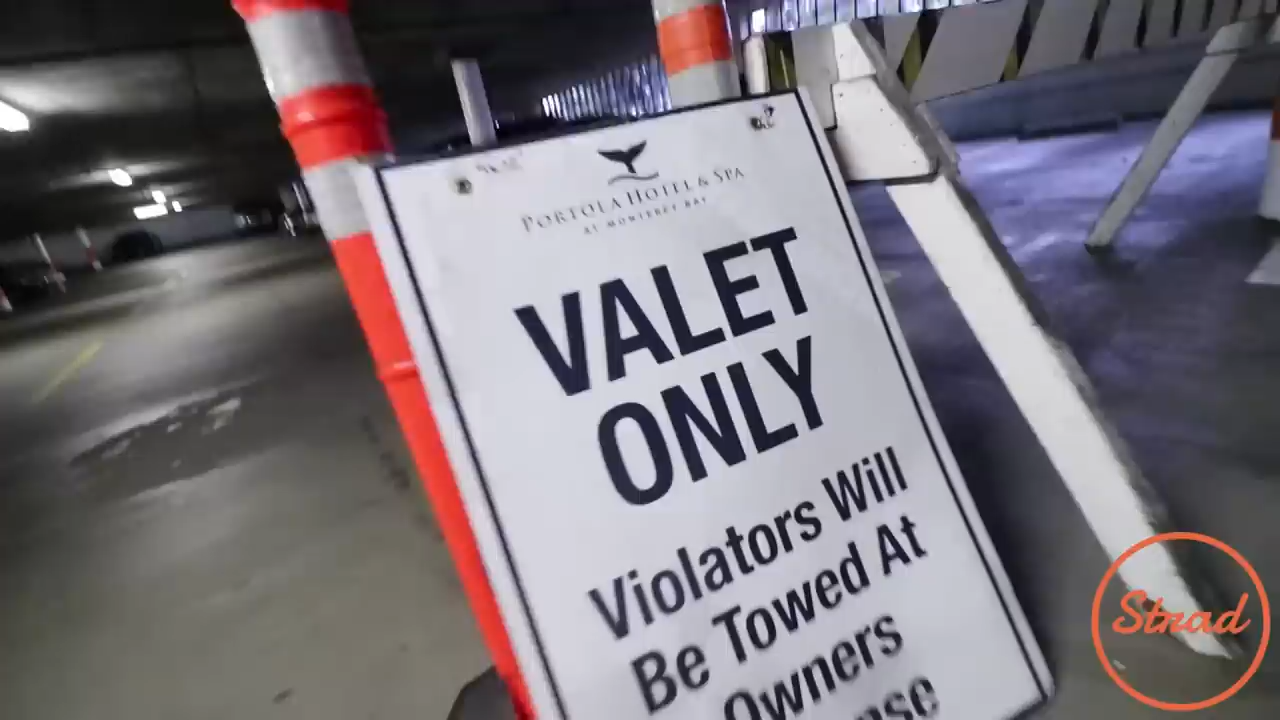 PORTOLA HOTEL & SPA
AT MONTEREY BAY
VALET
ONLY
Violators Will
Be Towed At
Owners
Strad